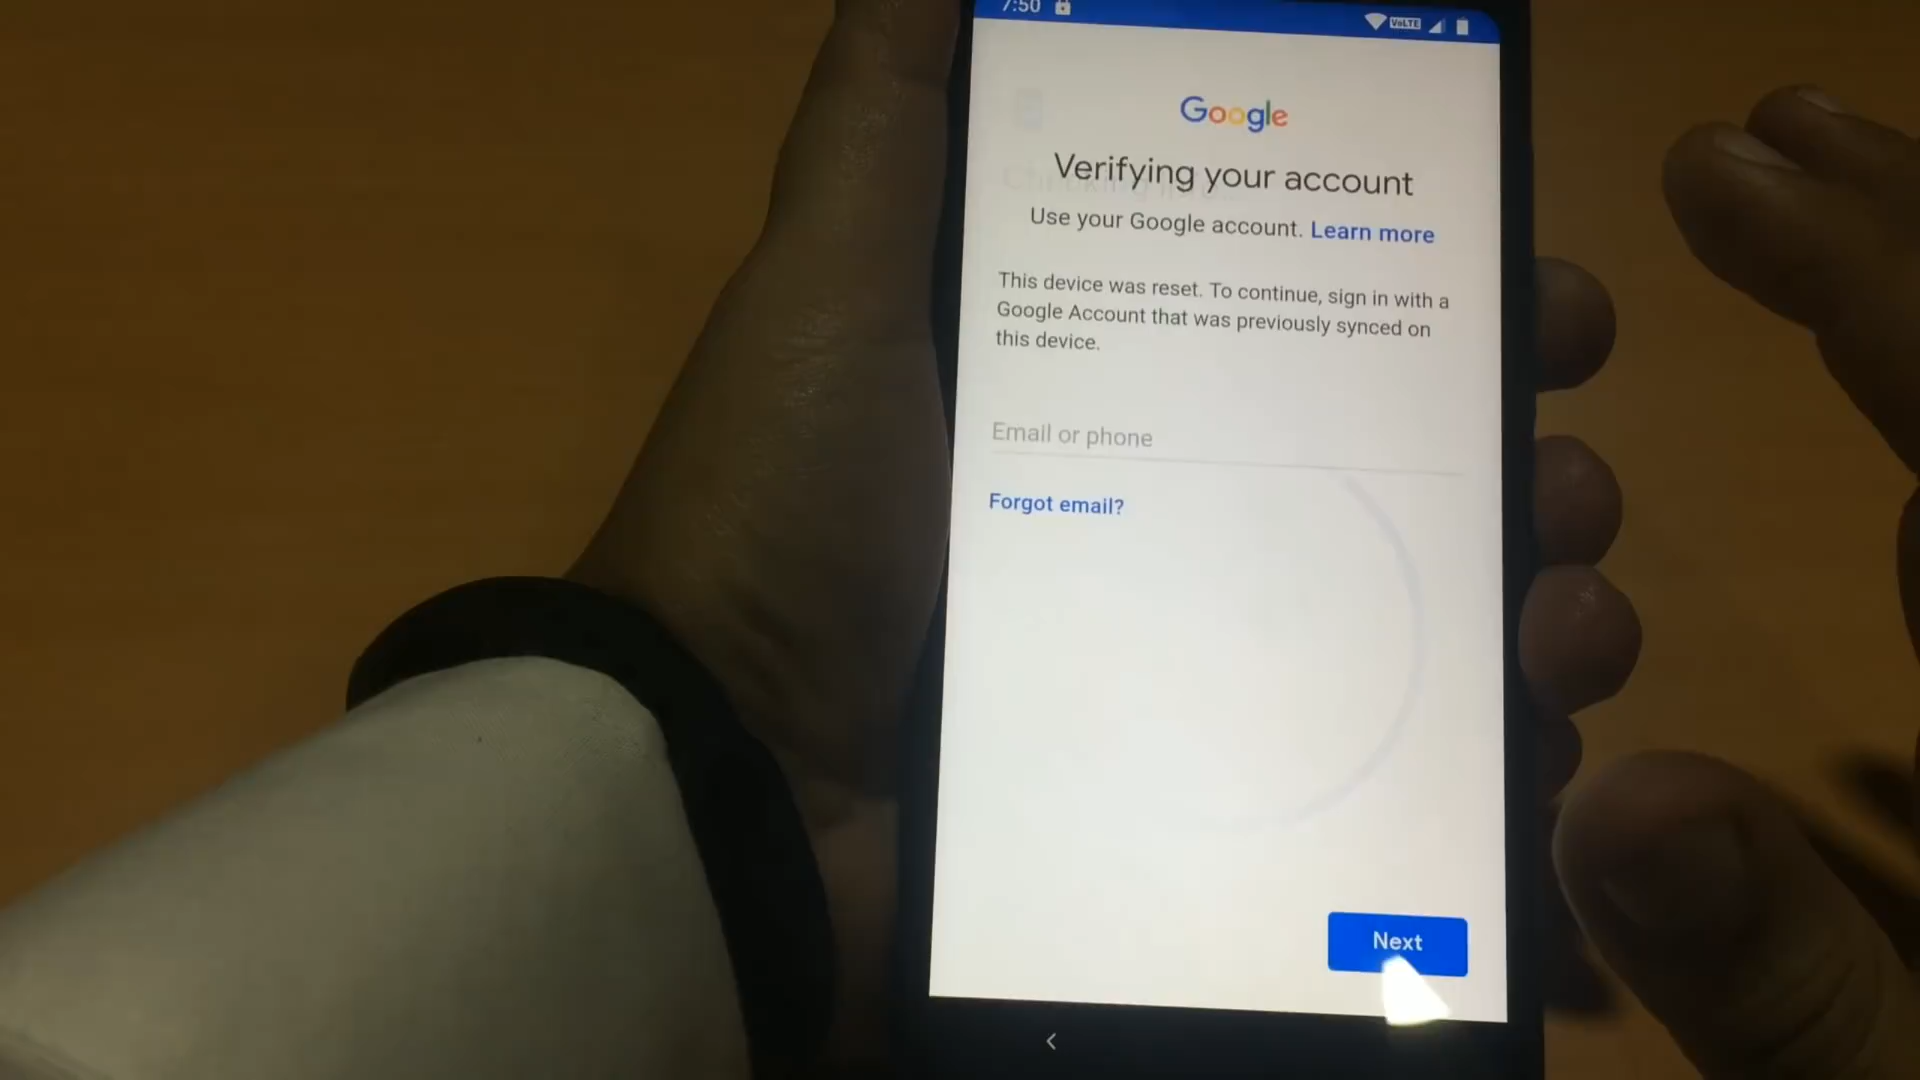 7:50
VoLTE
Google
Verifying your account
Use your Google account. Learn more
This device was reset. To continue, sign in with a
Google Account that was previously synced on
this device.
Email or phone
Forgot email?
Next